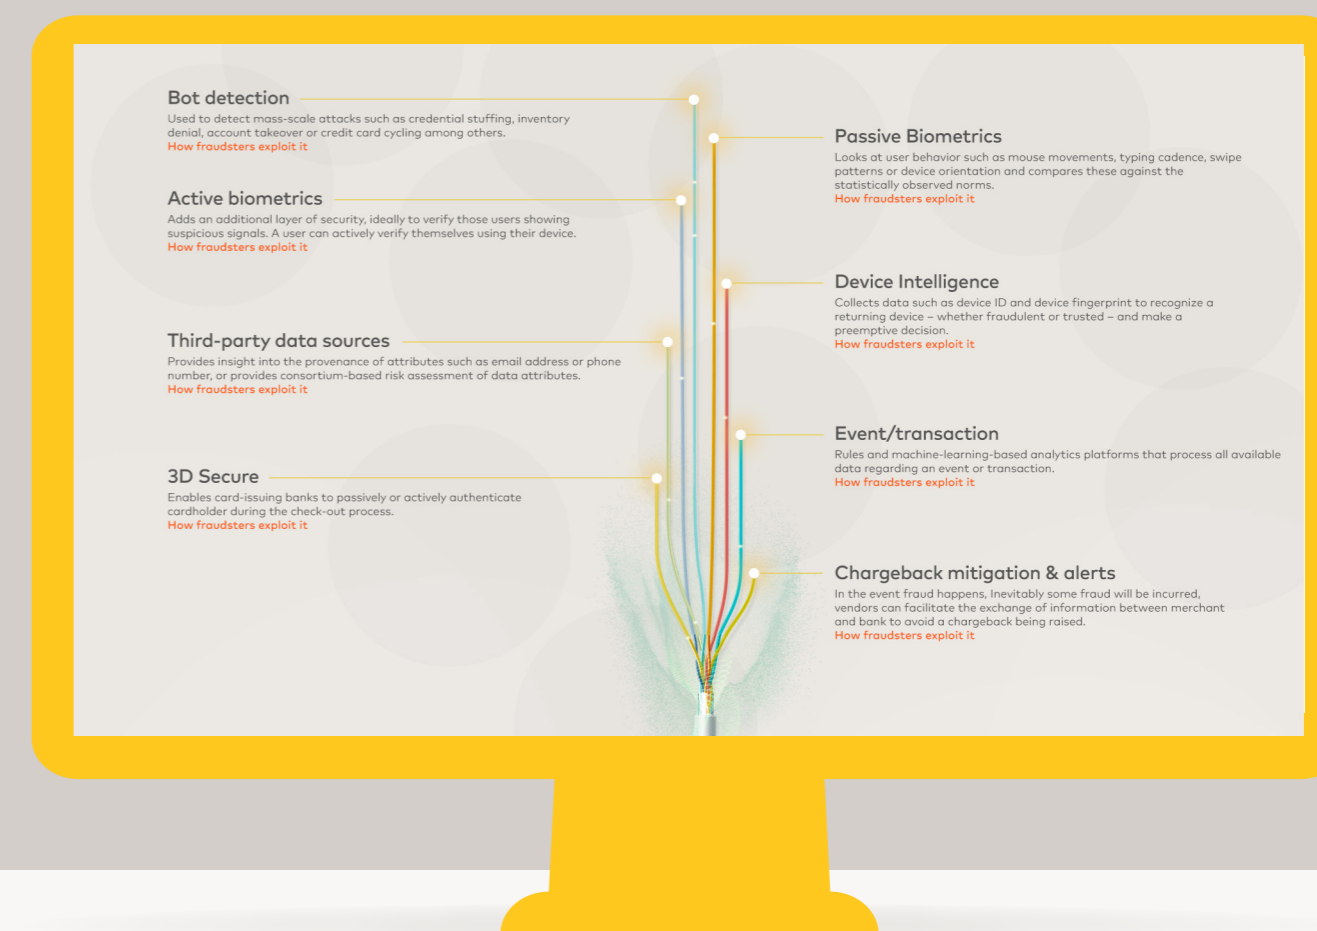 Bot detection
Used to detect mass-scale attacks such as credential stuffing, inventory
denial, account takeover or credit card cycling among others.
How fraudsters exploit it
Active biometrics
Adds an additional layer of security, ideally to verify those users showing
suspicious signals. A user can actively verify themselves using their device.
How fraudsters exploit it
Third-party data sources
Provides insight into the provenance of attributes such as email address or phone
number, or provides consortium-based risk assessment of data attributes.
How fraudsters exploit it
3D Secure
Enables card-issuing banks to passively or actively authenticate
cardholder during the check-out process.
How fraudsters exploit it
Passive Biometrics
Looks at user behavior such as mouse movements, typing cadence, swipe
patterns or device orientation and compares these against the
statistically observed norms.
How fraudsters exploit it
Device Intelligence
Collects data such as device ID and device fingerprint to recognize a
returning device – whether fraudulent or trusted – and make a
preemptive decision.
How fraudsters exploit it
Event/transaction
Rules and machine-learning-based analytics platforms that process all available
data regarding an event or transaction.
How fraudsters exploit it
Chargeback mitigation & alerts
In the event fraud happens, Inevitably some fraud will be incurred,
vendors can facilitate the exchange of information between merchant
and bank to avoid a chargeback being raised.
How fraudsters exploit it